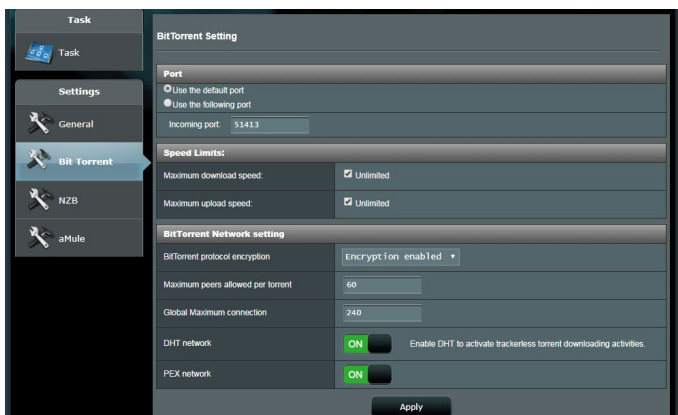 Task
Task
Settings
General
Bit Torrent
NZB
aMule
BitTorrent Setting
Port
Use the default port
Use the following port
Incoming port: 51413
Speed Limits:
Maximum download speed: Unlimited
Maximum upload speed: Unlimited
BitTorrent Network setting
BitTorrent protocol encryption Encryption enabled
Maximum peers allowed per torrent 60
Global Maximum connection 240
DHT network ON Enable DHT to activate trackerless torrent downloading activities.
PEX network ON
Apply